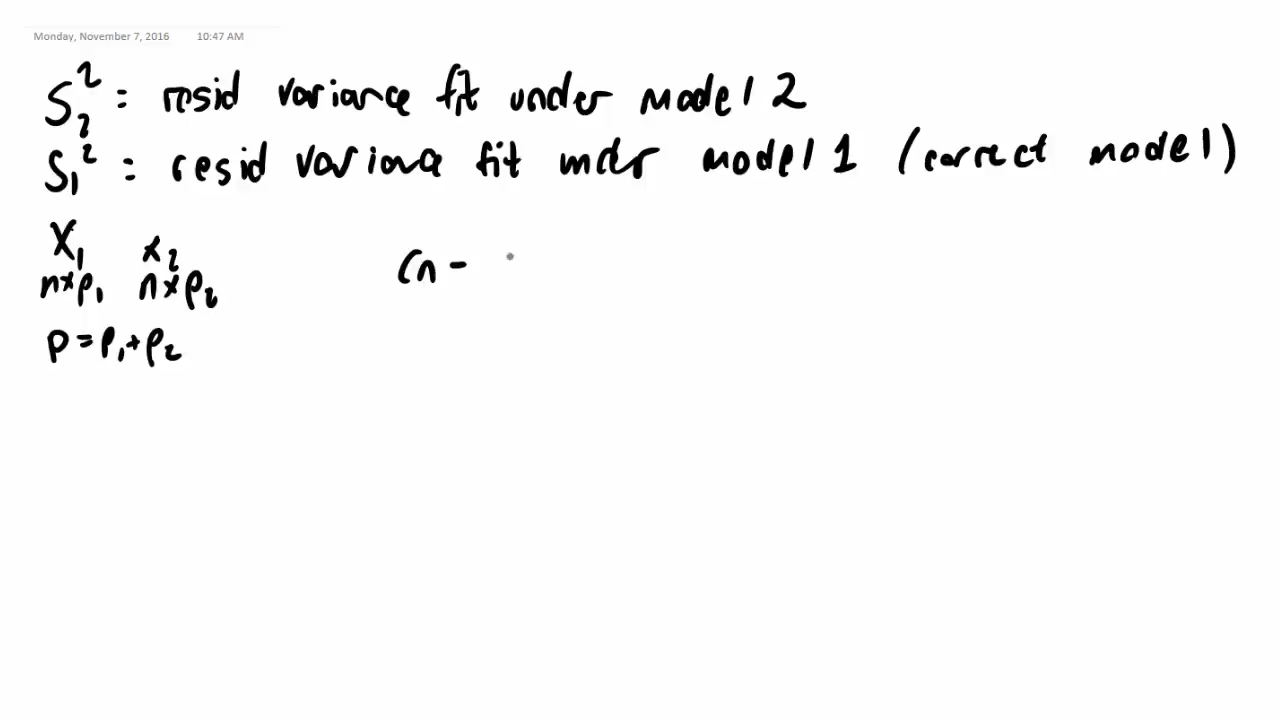 Monday, November 7, 2016 10:47 AM
S₂² = resid variance fit under model 2
S₁² = resid variance fit under model 1 (correct model)
X₁ X₂
n×p₁ n×p₂
p = p₁+p₂
(n -